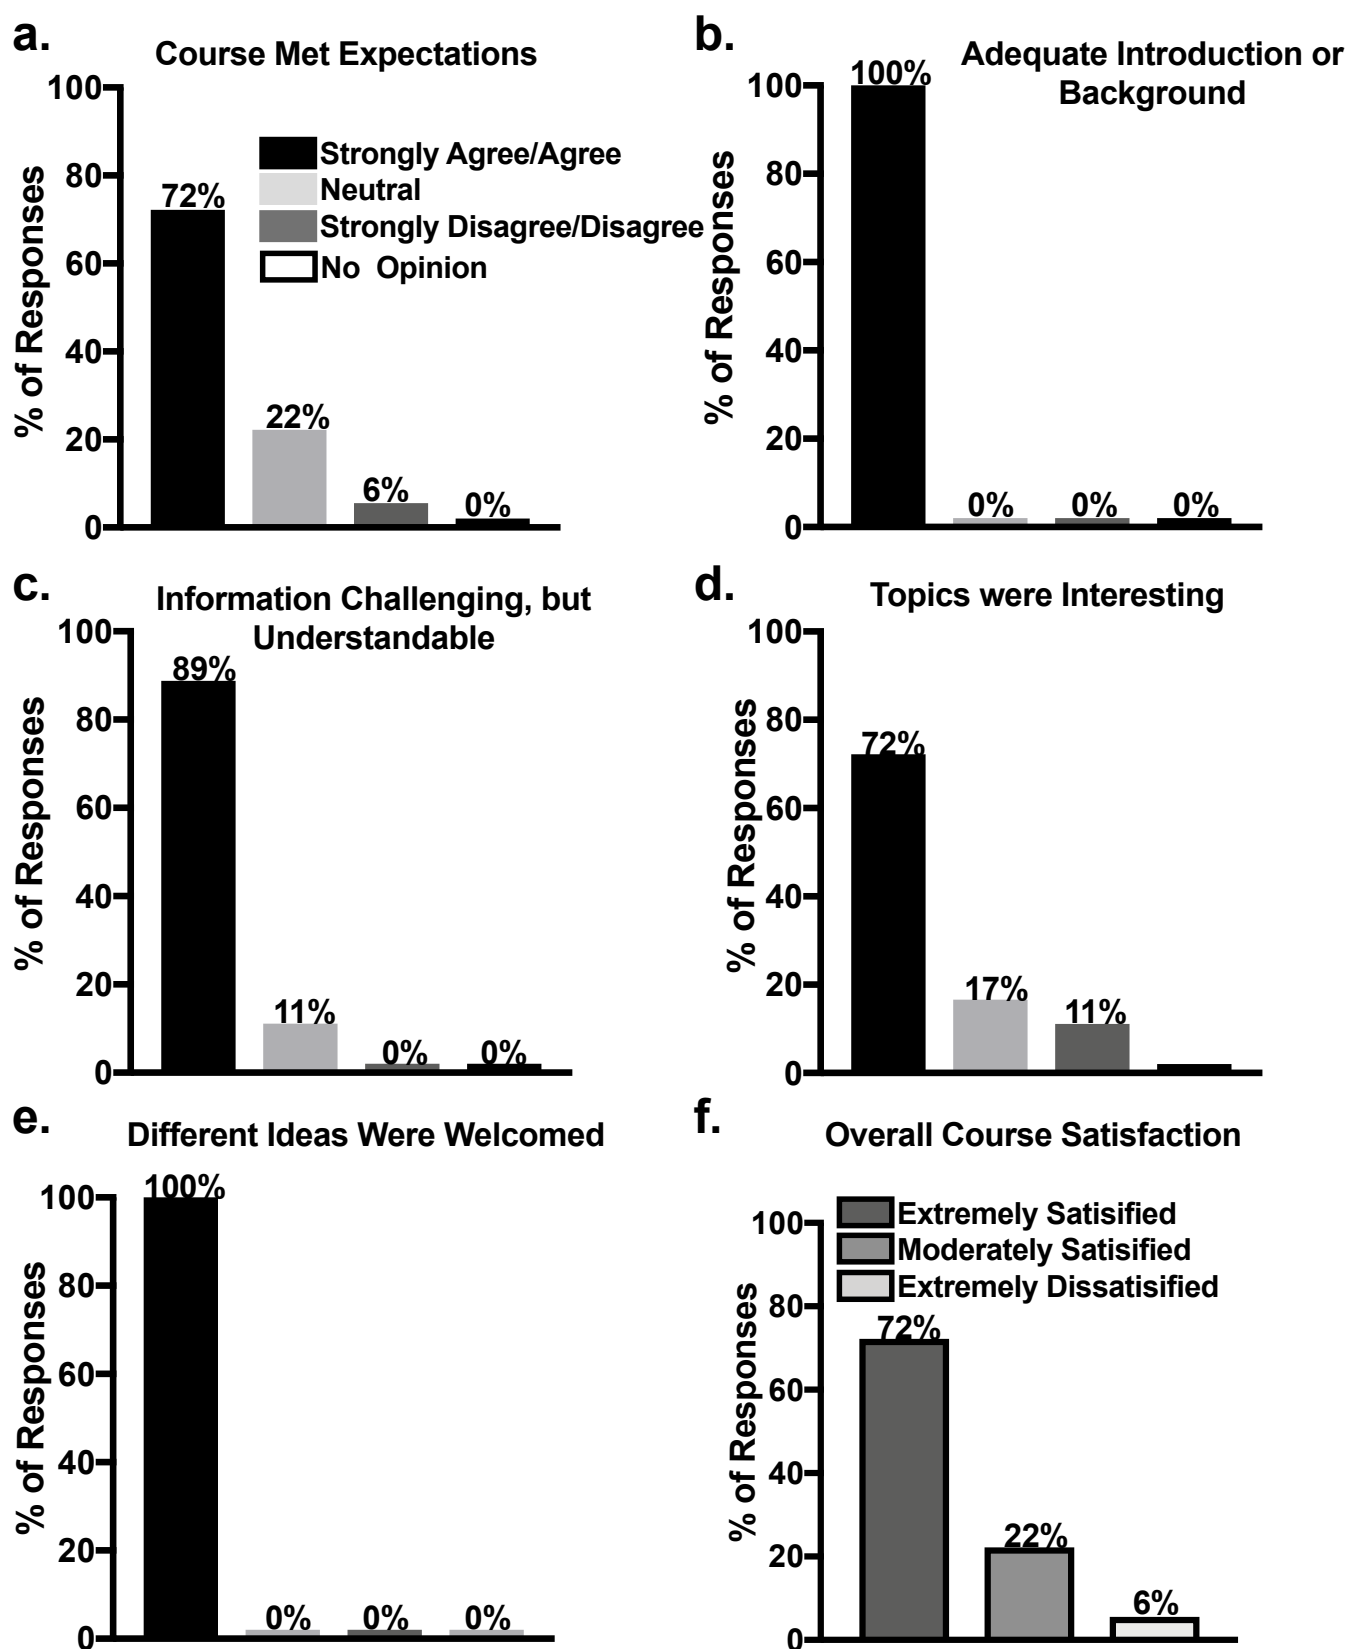 a.
Course Met Expectations
% of Responses
100
80
60
40
20
0
Strongly Agree/Agree
Neutral
Strongly Disagree/Disagree
No Opinion
72%
22%
6%
0%
b.
Adequate Introduction or
Background
% of Responses
100
80
60
40
20
0
100%
0%
0%
0%
c.
Information Challenging, but
Understandable
% of Responses
100
80
60
40
20
0
89%
11%
0%
0%
d.
Topics were Interesting
% of Responses
100
80
60
40
20
0
72%
17%
11%
e.
Different Ideas Were Welcomed
% of Responses
100
80
60
40
20
0
100%
0%
0%
0%
f.
Overall Course Satisfaction
% of Responses
100
80
60
40
20
0
Extremely Satisified
Moderately Satisified
Extremely Dissatisified
72%
22%
6%